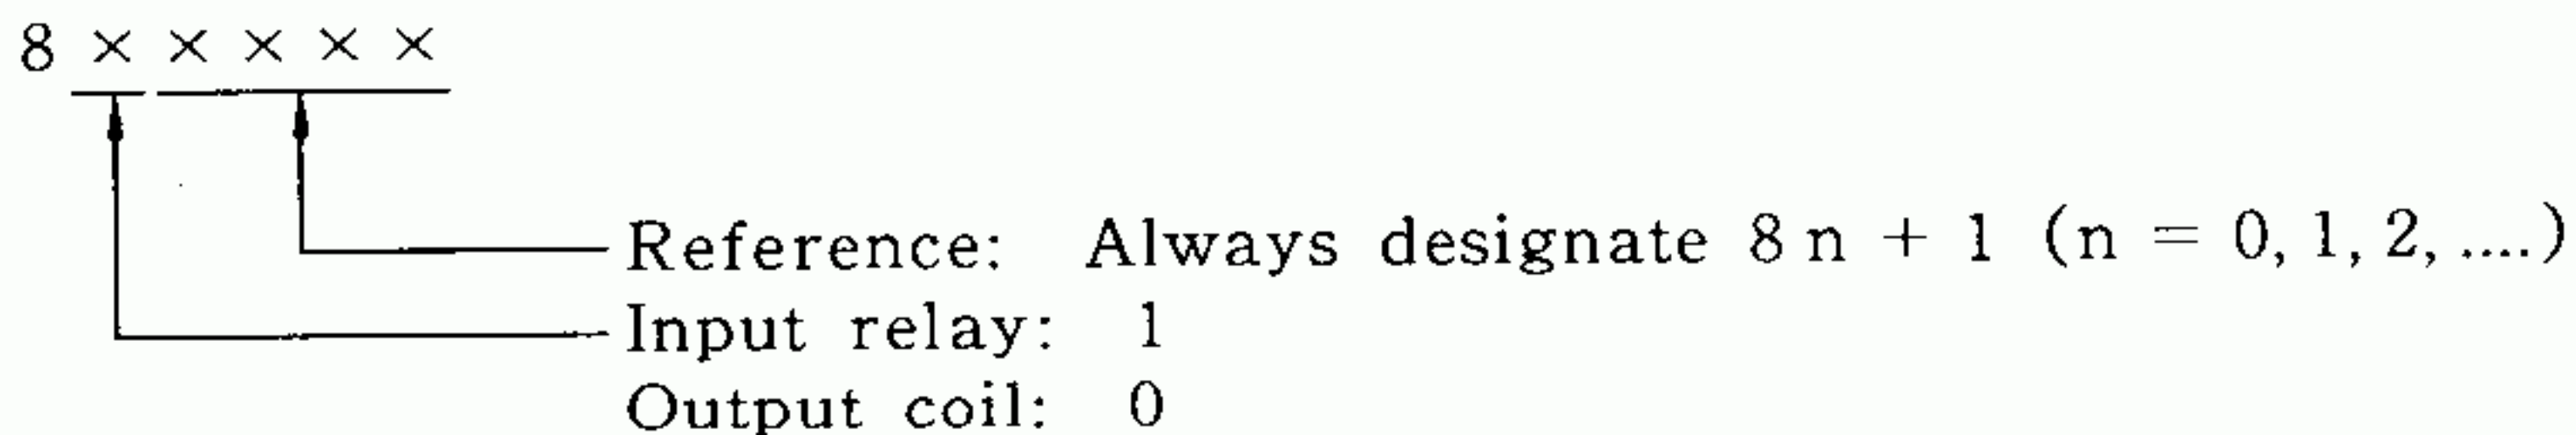 8 × × × × ×
Reference: Always designate 8 n + 1 (n = 0, 1, 2, ....)
Input relay: 1
Output coil: 0